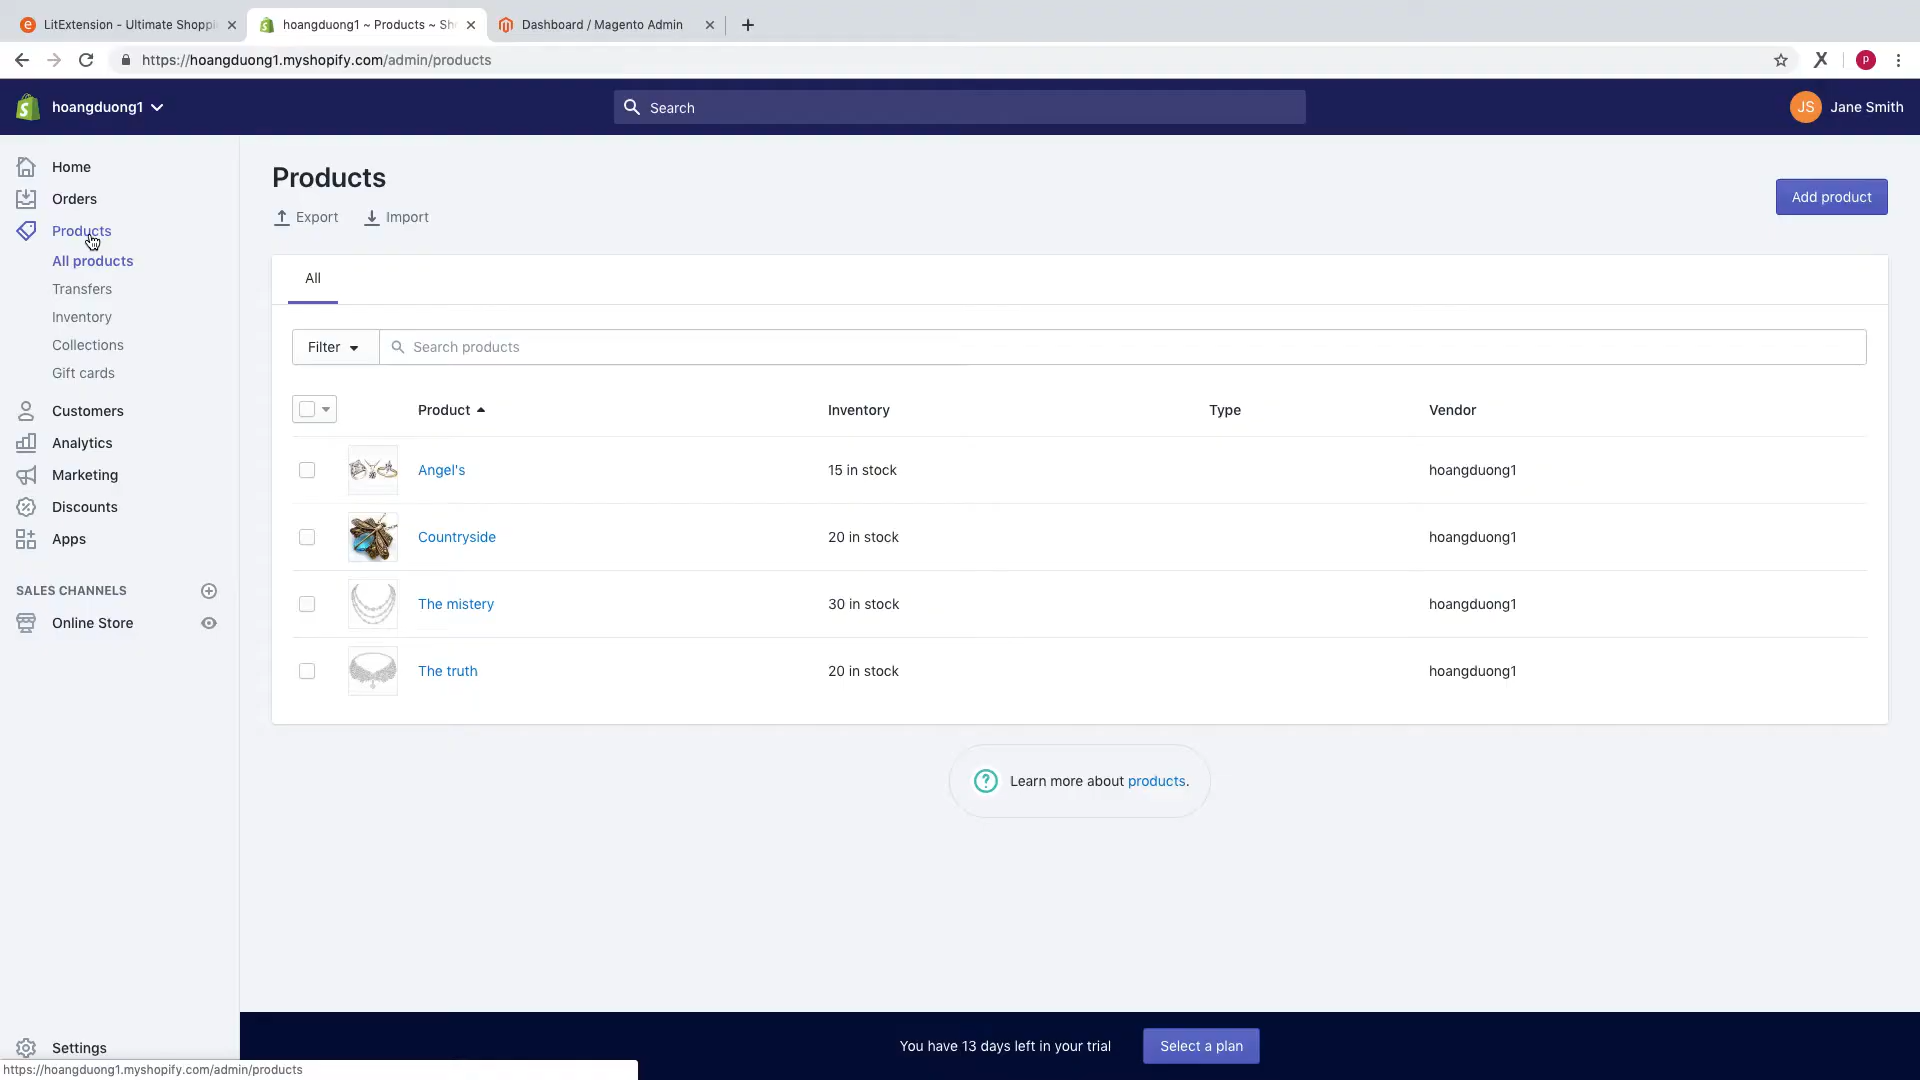 LitExtension - Ultimate Shoppi
hoangduong1 ~ Products ~ Sh
Dashboard / Magento Admin
https://hoangduong1.myshopify.com/admin/products
P
hoangduong1
Search
JS
Jane Smith
Home
Orders
Products
All products
Transfers
Inventory
Collections
Gift cards
Customers
Analytics
Marketing
Discounts
Apps
SALES CHANNELS
Online Store
Settings
https://hoangduong1.myshopify.com/admin/products
Products
Export
Import
Add product
All
Filter
Search products
Product Inventory Type Vendor
Angel's 15 in stock hoangduong1
Countryside 20 in stock hoangduong1
The mistery 30 in stock hoangduong1
The truth 20 in stock hoangduong1
Learn more about products.
You have 13 days left in your trial
Select a plan